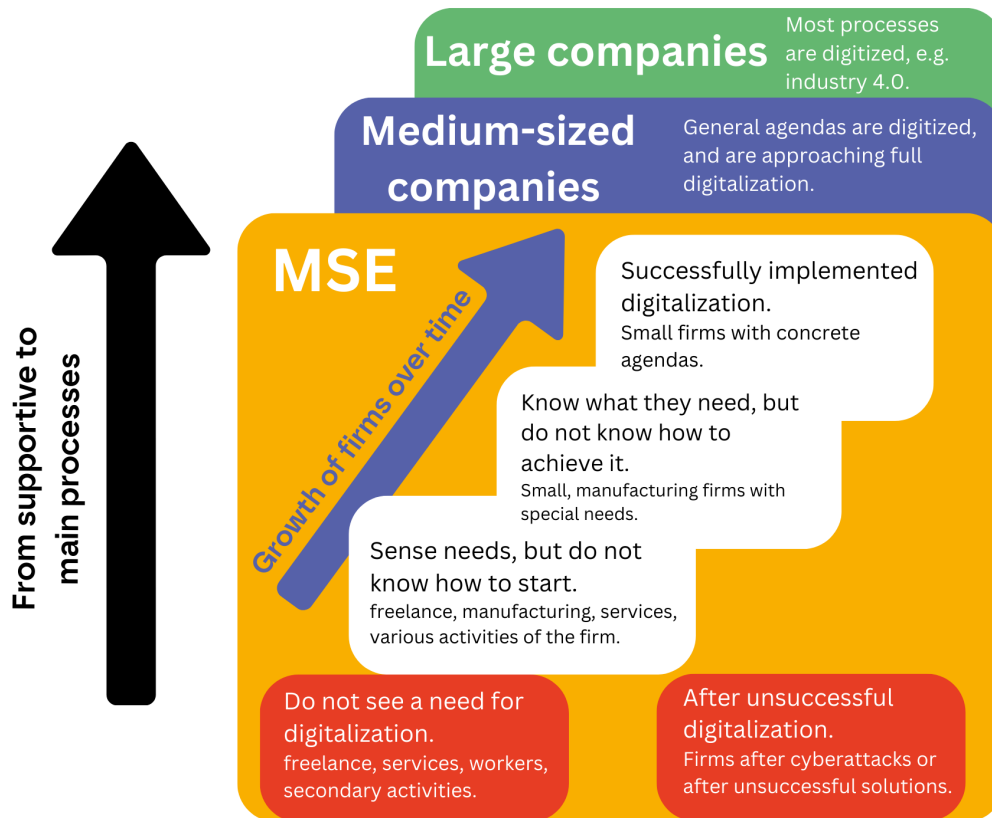 Large companies
Most processes
are digitized, e.g.
industry 4.0.
Medium-sized
companies
General agendas are digitized,
and are approaching full
digitalization.
MSE
Growth of firms over time
From supportive to
main processes
Successfully implemented
digitalization.
Small firms with concrete
agendas.
Know what they need, but
do not know how to
achieve it.
Small, manufacturing firms with
special needs.
Sense needs, but do not
know how to start.
freelance, manufacturing, services,
various activities of the firm.
Do not see a need for
digitalization.
freelance, services, workers,
secondary activities.
After unsuccessful
digitalization.
Firms after cyberattacks or
after unsuccessful solutions.